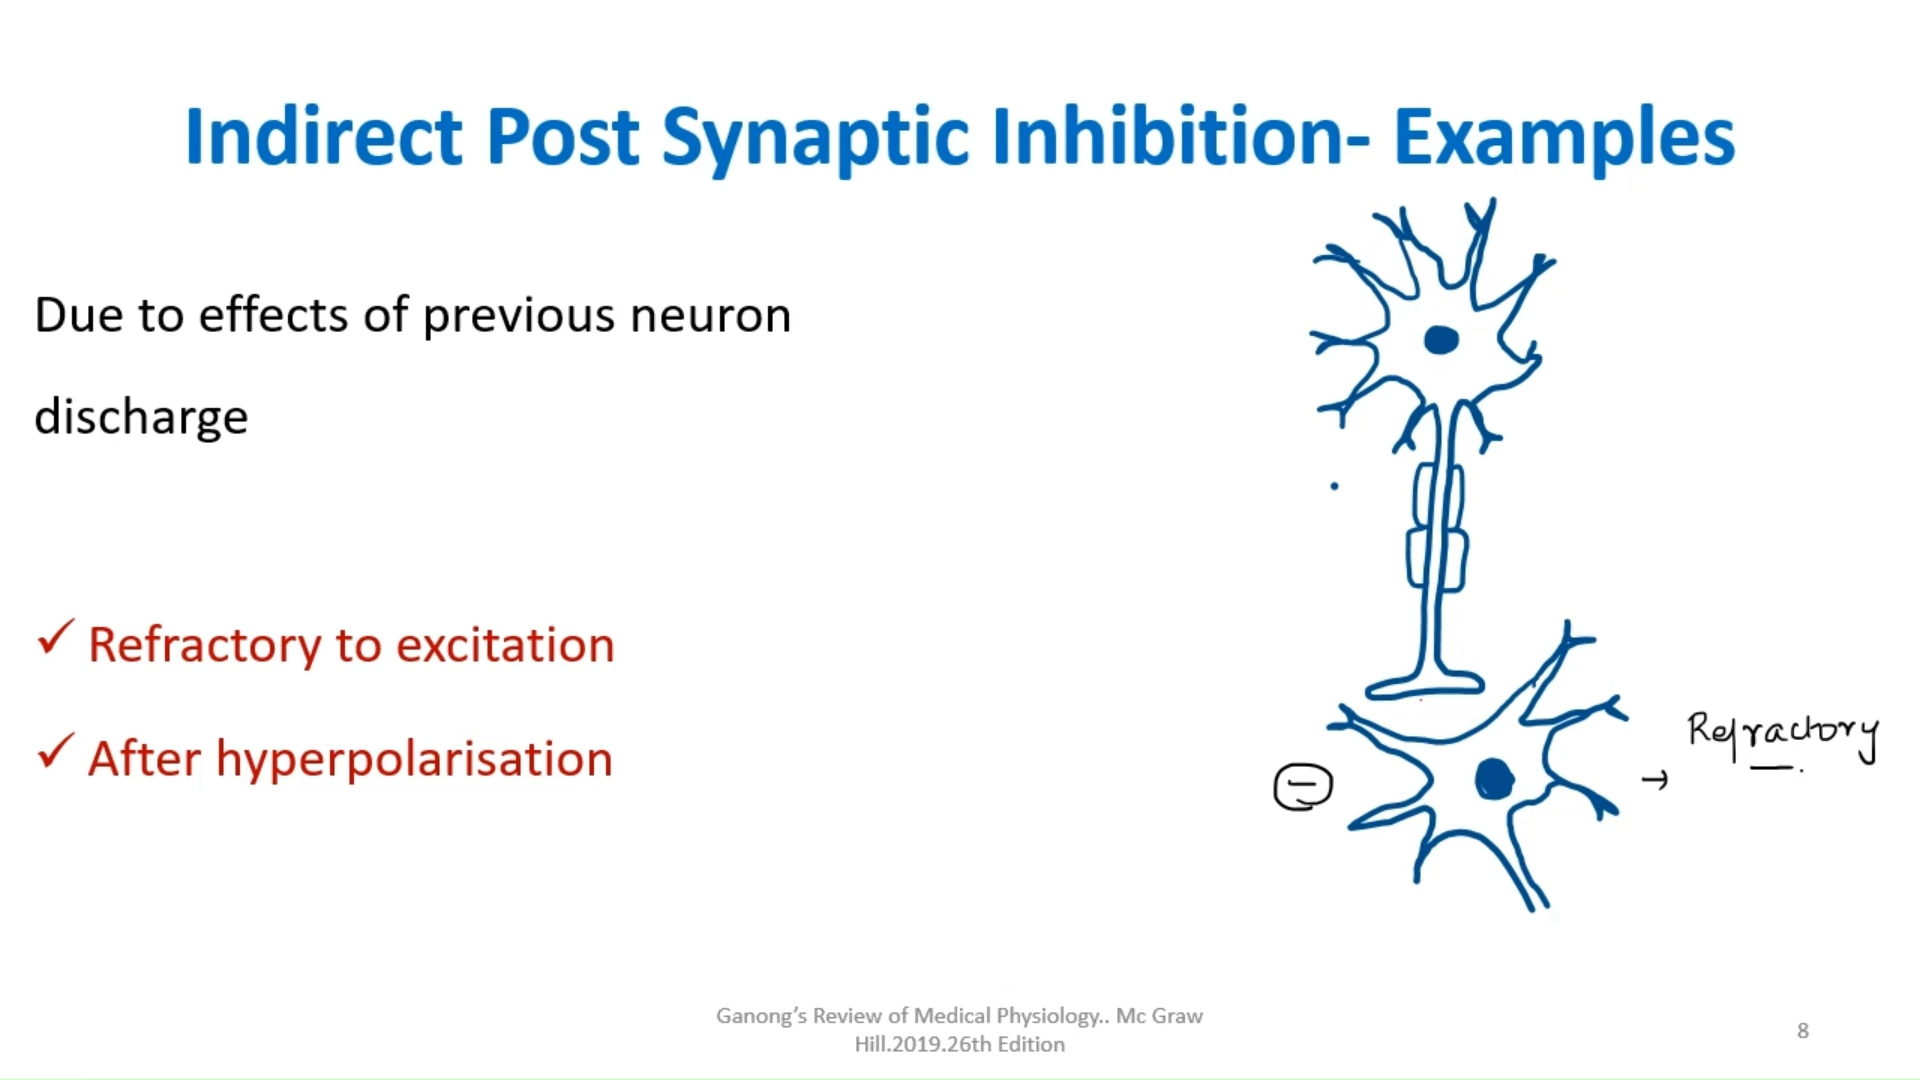 Indirect Post Synaptic Inhibition- Examples
Due to effects of previous neuron
discharge
✓ Refractory to excitation
✓ After hyperpolarisation
Refractory
Ganong’s Review of Medical Physiology.. Mc Graw
Hill.2019.26th Edition
8